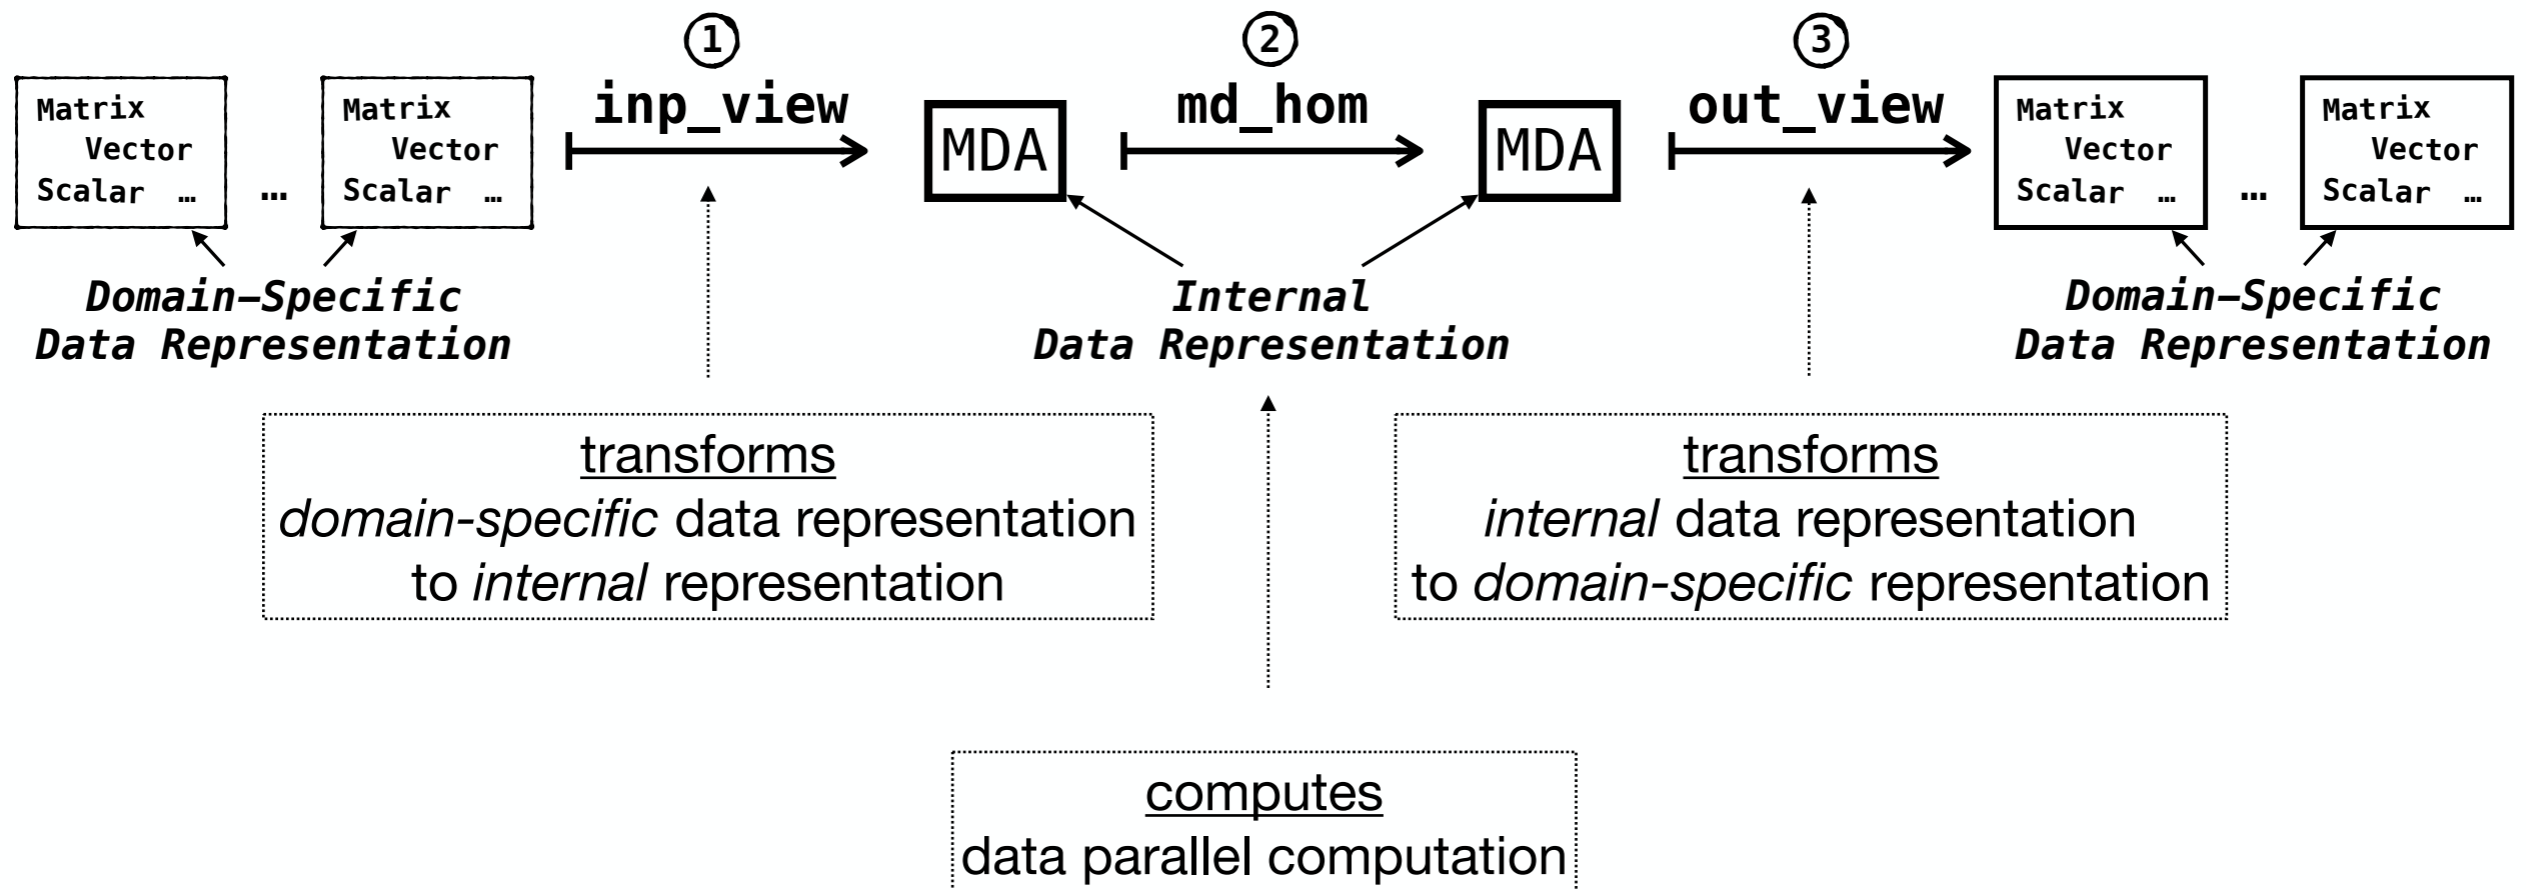 1
2
3
inp_view
md_hom
out_view
Matrix
Vector
Scalar …
…
Matrix
Vector
Scalar …
MDA
MDA
Matrix
Vector
Scalar …
…
Matrix
Vector
Scalar …
Domain-Specific
Data Representation
Internal
Data Representation
Domain-Specific
Data Representation
transforms
domain-specific data representation
to internal representation
transforms
internal data representation
to domain-specific representation
computes
data parallel computation